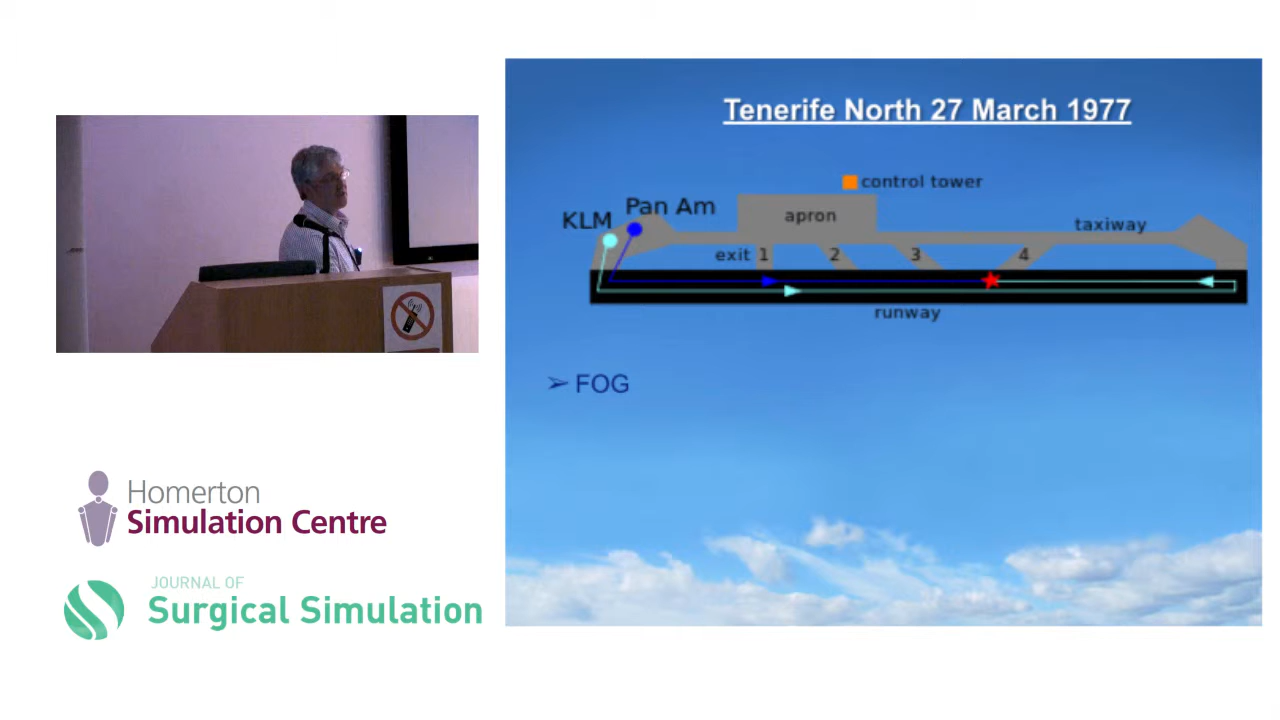 Tenerife North 27 March 1977
control tower
Pan Am
KLM
apron
taxiway
exit 1 2 3 4
runway
➢ FOG
Homerton
Simulation Centre
JOURNAL OF
Surgical Simulation